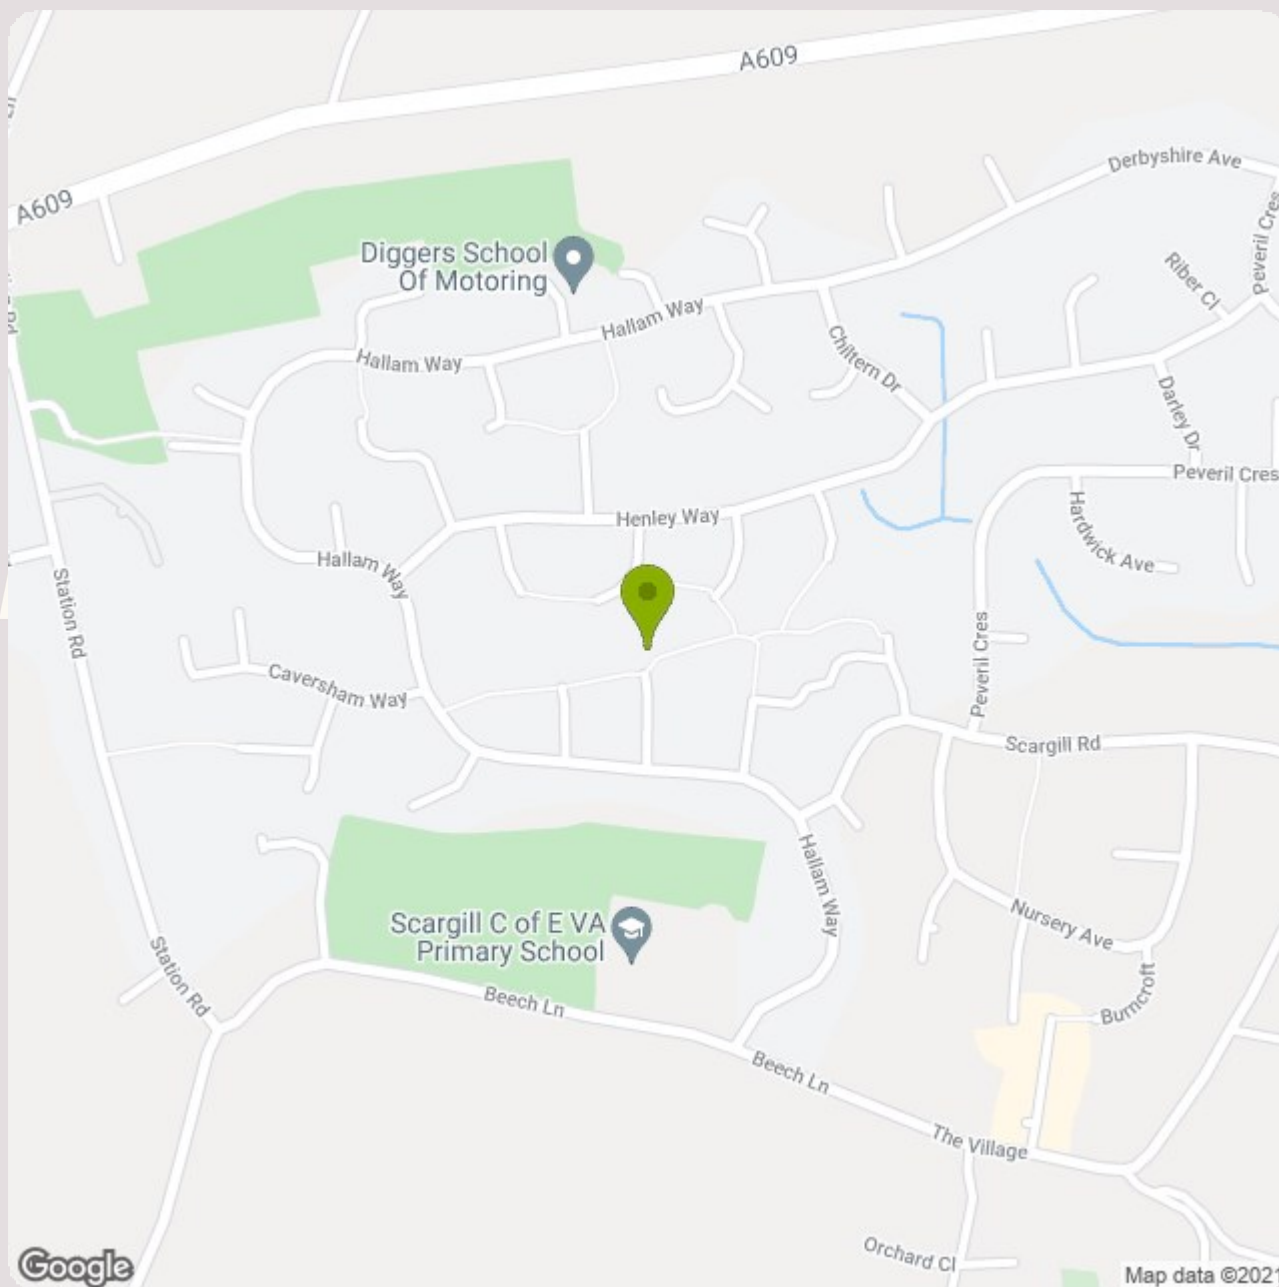 A609
A609
Derbyshire Ave
Peveril Cres
Riber Cl
Diggers School
Of Motoring
Hallam Way
Hallam Way
Chiltern Dr
Darley Dr
Peveril Cres
Hardwick Ave
Henley Way
Hallam Way
Station Rd
Peveril Cres
Caversham Way
Scargill Rd
Hallam Way
Scargill C of E VA
Primary School
Nursery Ave
Station Rd
Beech Ln
Burncroft
Beech Ln
The Village
Orchard Cl
Google
Map data ©2021